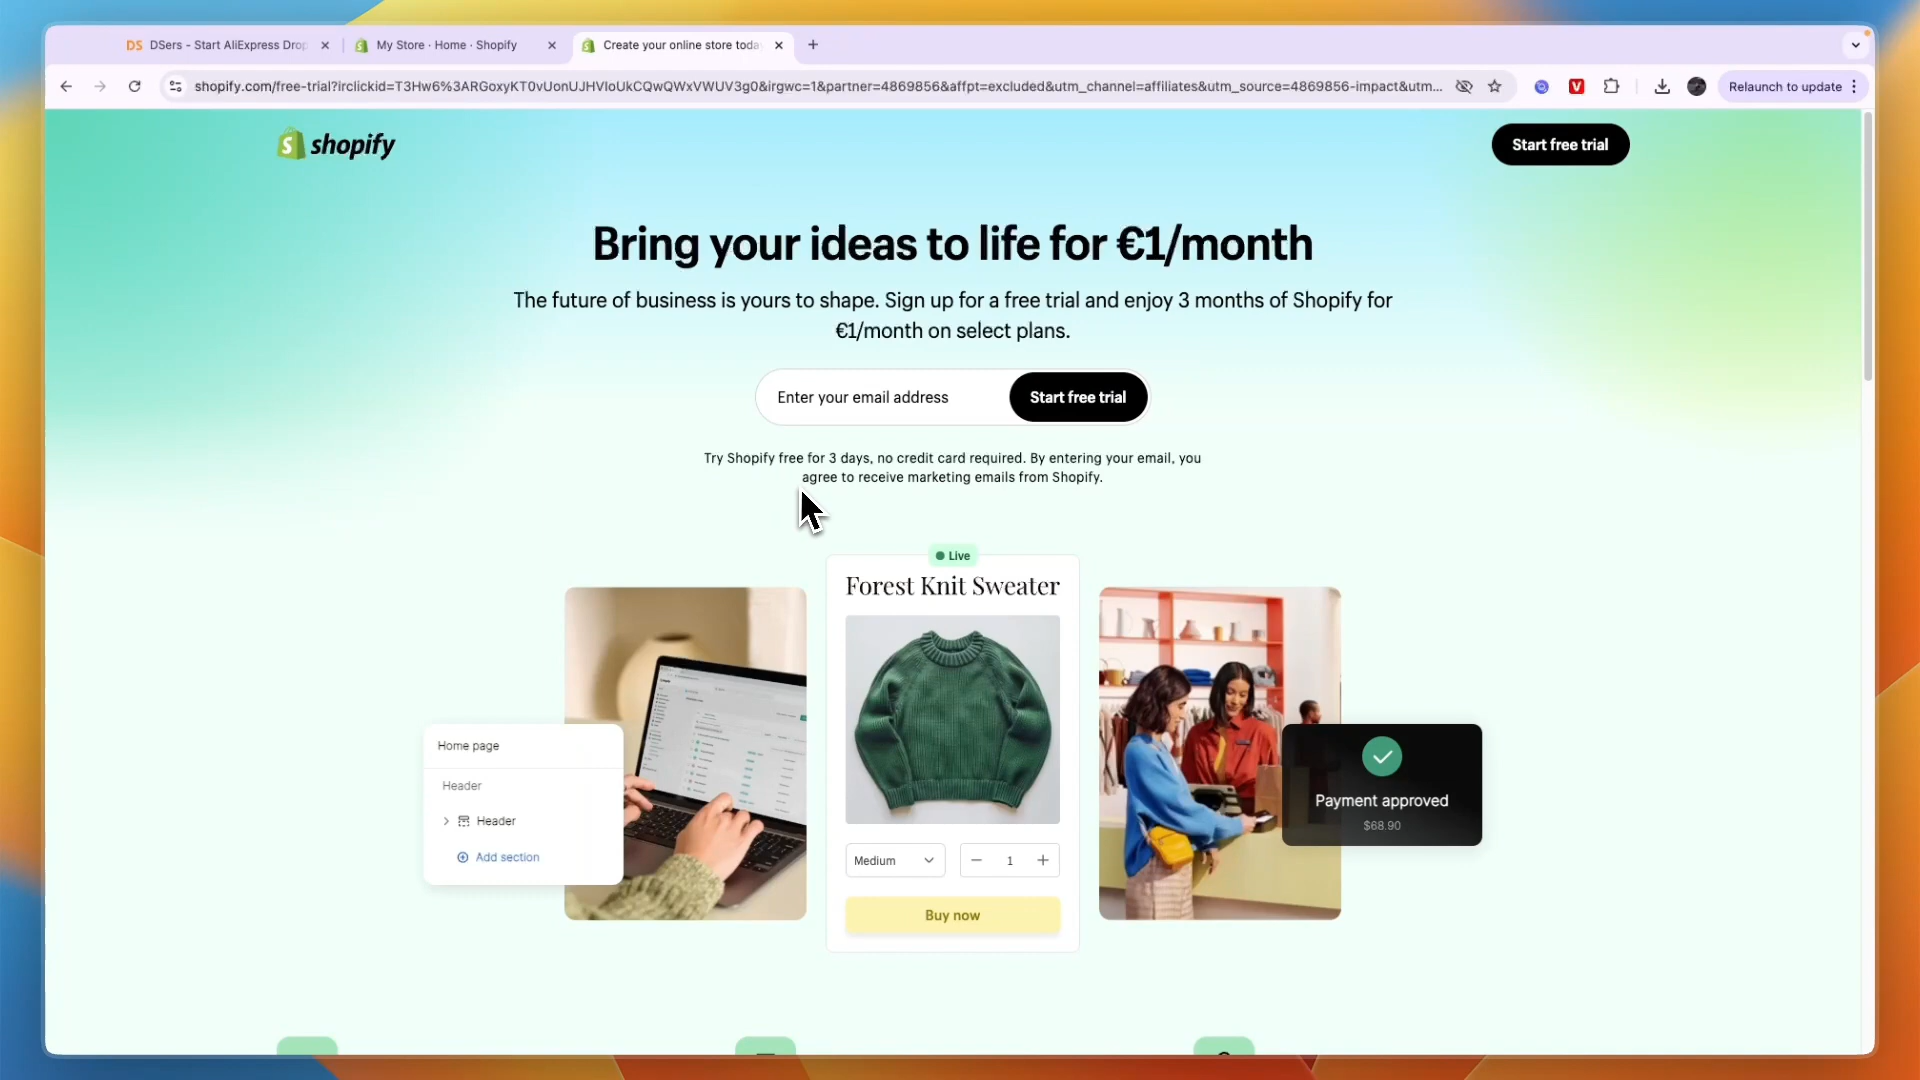 DSers - Start AliExpress Drop
My Store · Home · Shopify
Create your online store toda
shopify.com/free-trial?irclickid=T3Hw6%3ARGoxyKT0vUonUJHVIoUkCQwQWxVWUV3g0&irgwc=1&partner=4869856&affpt=excluded&utm_channel=affiliates&utm_source=4869856-impact&utm...
Relaunch to update
shopify
Start free trial
Bring your ideas to life for €1/month
The future of business is yours to shape. Sign up for a free trial and enjoy 3 months of Shopify for
€1/month on select plans.
Enter your email address
Start free trial
Try Shopify free for 3 days, no credit card required. By entering your email, you
agree to receive marketing emails from Shopify.
Live
Forest Knit Sweater
Home page
Header
Header
Add section
Medium
1
Buy now
Payment approved
$68.90